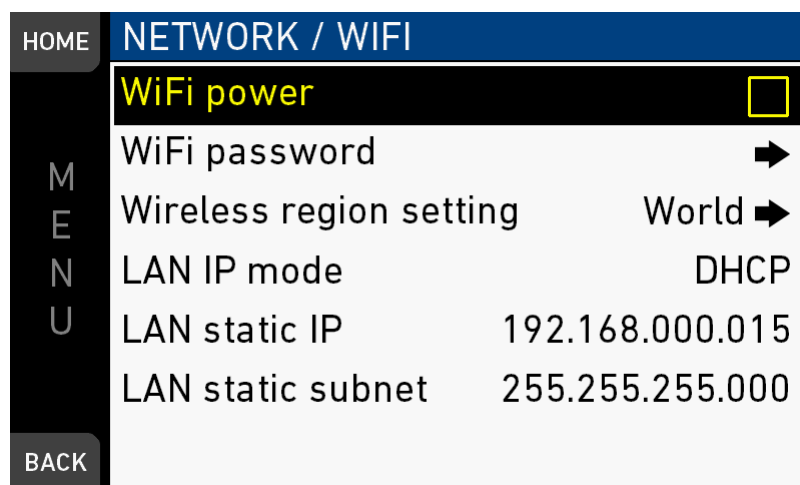 HOME
NETWORK / WIFI
WiFi power
WiFi password
Wireless region setting World
LAN IP mode DHCP
LAN static IP 192.168.000.015
LAN static subnet 255.255.255.000
MENU
BACK